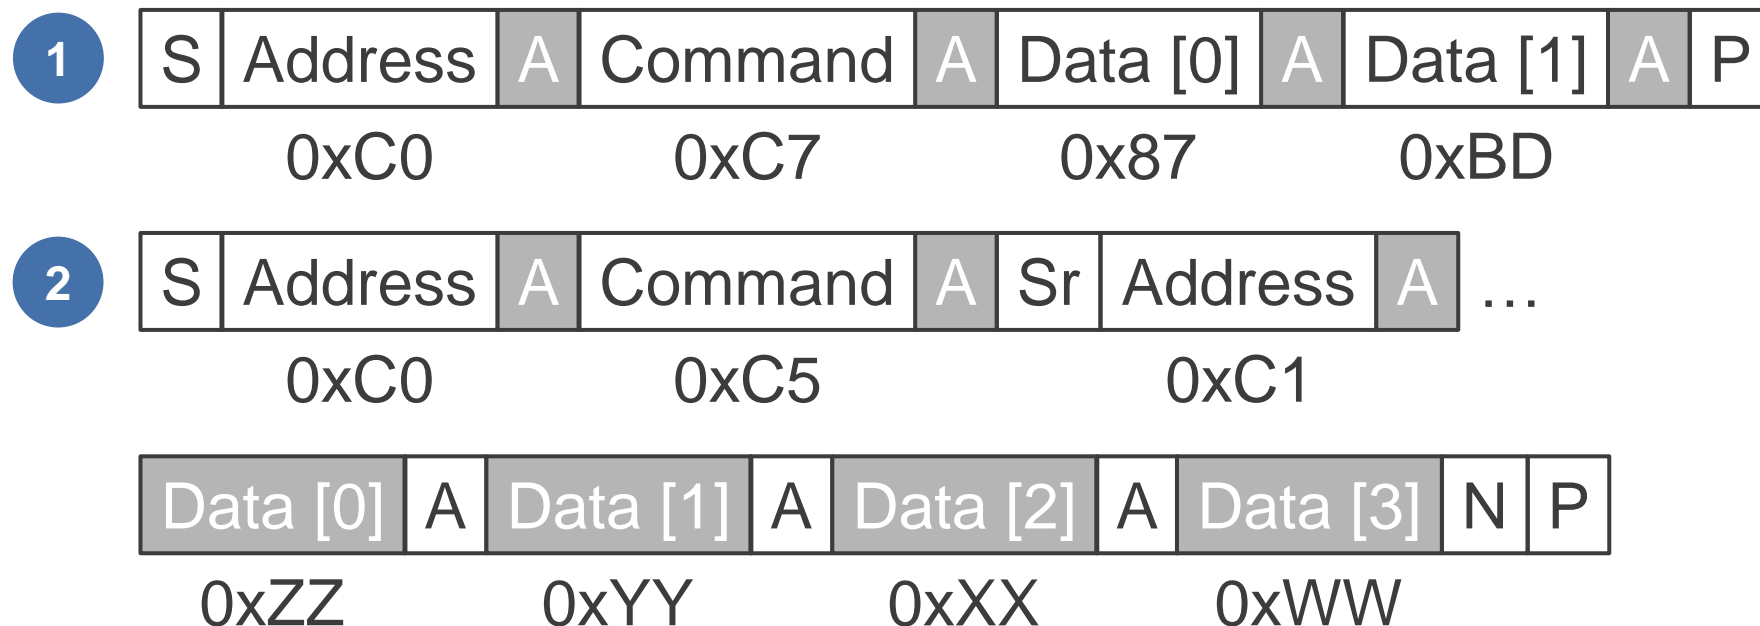 1 S Address A Command A Data [0] A Data [1] A P
0xC0 0xC7 0x87 0xBD
2 S Address A Command A Sr Address A ...
0xC0 0xC5 0xC1
Data [0] A Data [1] A Data [2] A Data [3] N P
0xZZ 0xYY 0xXX 0xWW